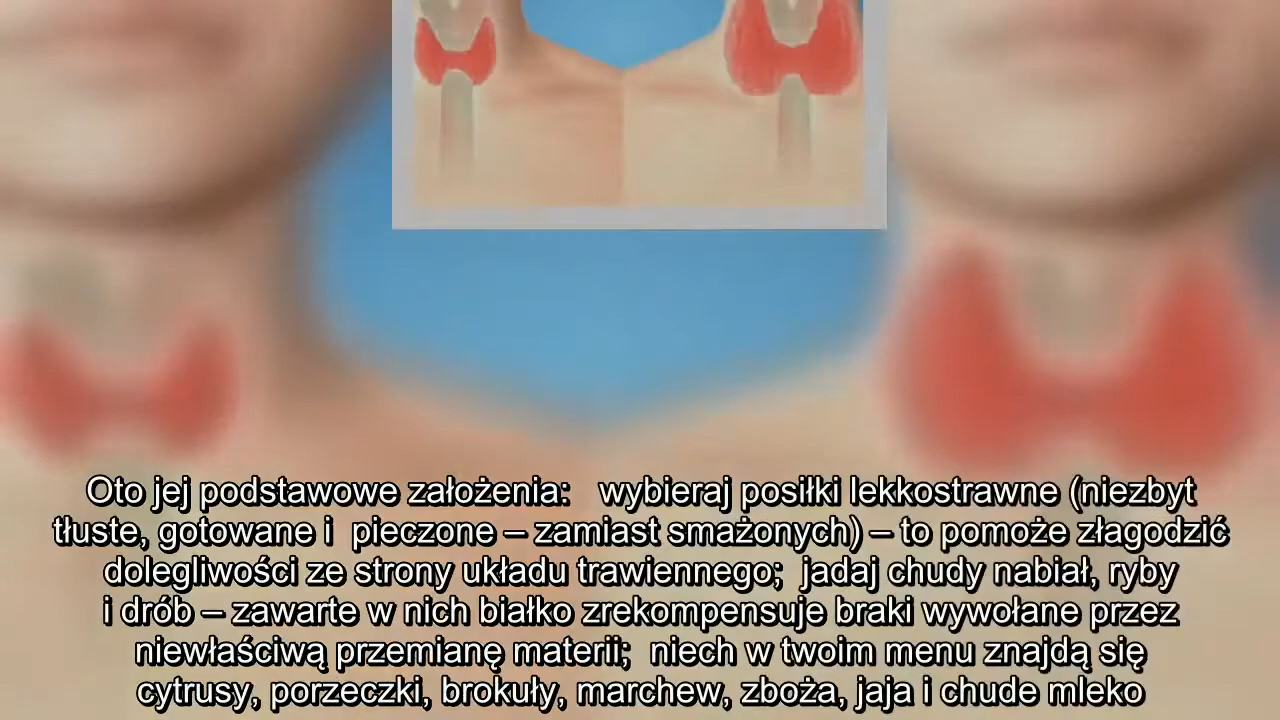 Oto jej podstawowe założenia:   wybieraj posiłki lekkostrawne (niezbyt
tłuste, gotowane i  pieczone – zamiast smażonych) – to pomoże złagodzić
dolegliwości ze strony układu trawiennego;  jadaj chudy nabiał, ryby
i drób – zawarte w nich białko zrekompensuje braki wywołane przez
niewłaściwą przemianę materii;  niech w twoim menu znajdą się
cytrusy, porzeczki, brokuły, marchew, zboża, jaja i chude mleko